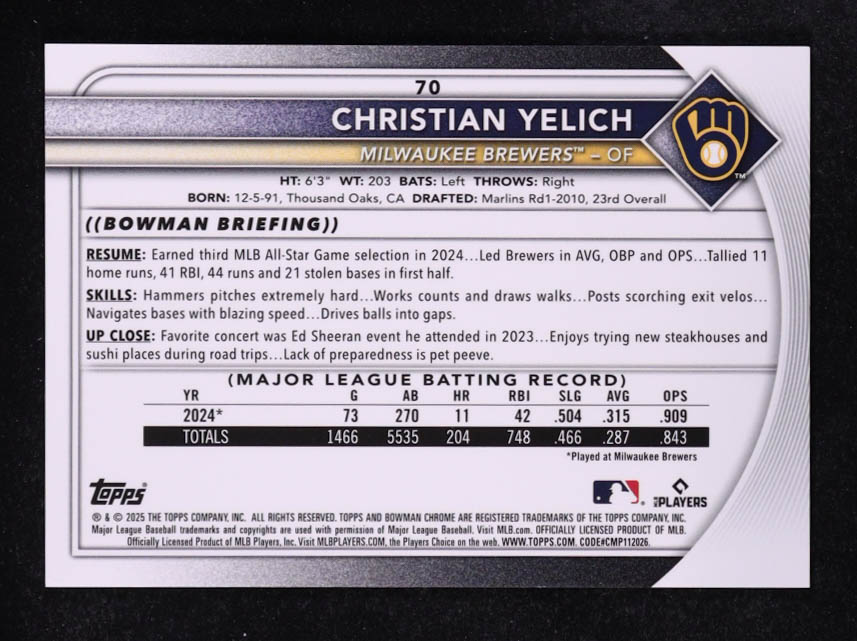 70
CHRISTIAN YELICH
MILWAUKEE BREWERS™ – OF
TM
HT: 6'3" WT: 203 BATS: Left THROWS: Right
BORN: 12-5-91, Thousand Oaks, CA DRAFTED: Marlins Rd1-2010, 23rd Overall
((BOWMAN BRIEFING))
RESUME: Earned third MLB All-Star Game selection in 2024...Led Brewers in AVG, OBP and OPS...Tallied 11
home runs, 41 RBI, 44 runs and 21 stolen bases in first half.
SKILLS: Hammers pitches extremely hard...Works counts and draws walks...Posts scorching exit velos...
Navigates bases with blazing speed...Drives balls into gaps.
UP CLOSE: Favorite concert was Ed Sheeran event he attended in 2023...Enjoys trying new steakhouses and
sushi places during road trips...Lack of preparedness is pet peeve.
(MAJOR LEAGUE BATTING RECORD)
YR G AB HR RBI SLG AVG OPS
2024* 73 270 11 42 .504 .315 .909
TOTALS 1466 5535 204 748 .466 .287 .843
*Played at Milwaukee Brewers
TOPPS
MLB PLAYERS
® & © 2025 THE TOPPS COMPANY, INC. ALL RIGHTS RESERVED. TOPPS AND BOWMAN CHROME ARE REGISTERED TRADEMARKS OF THE TOPPS COMPANY, INC.
Major League Baseball trademarks and copyrights are used with permission of Major League Baseball. Visit MLB.com. OFFICIALLY LICENSED PRODUCT OF MLB.
Officially Licensed Product of MLB Players, Inc. Visit MLBPLAYERS.COM, the Players Choice on the web. WWW.TOPPS.COM. CODE#CMP112026.